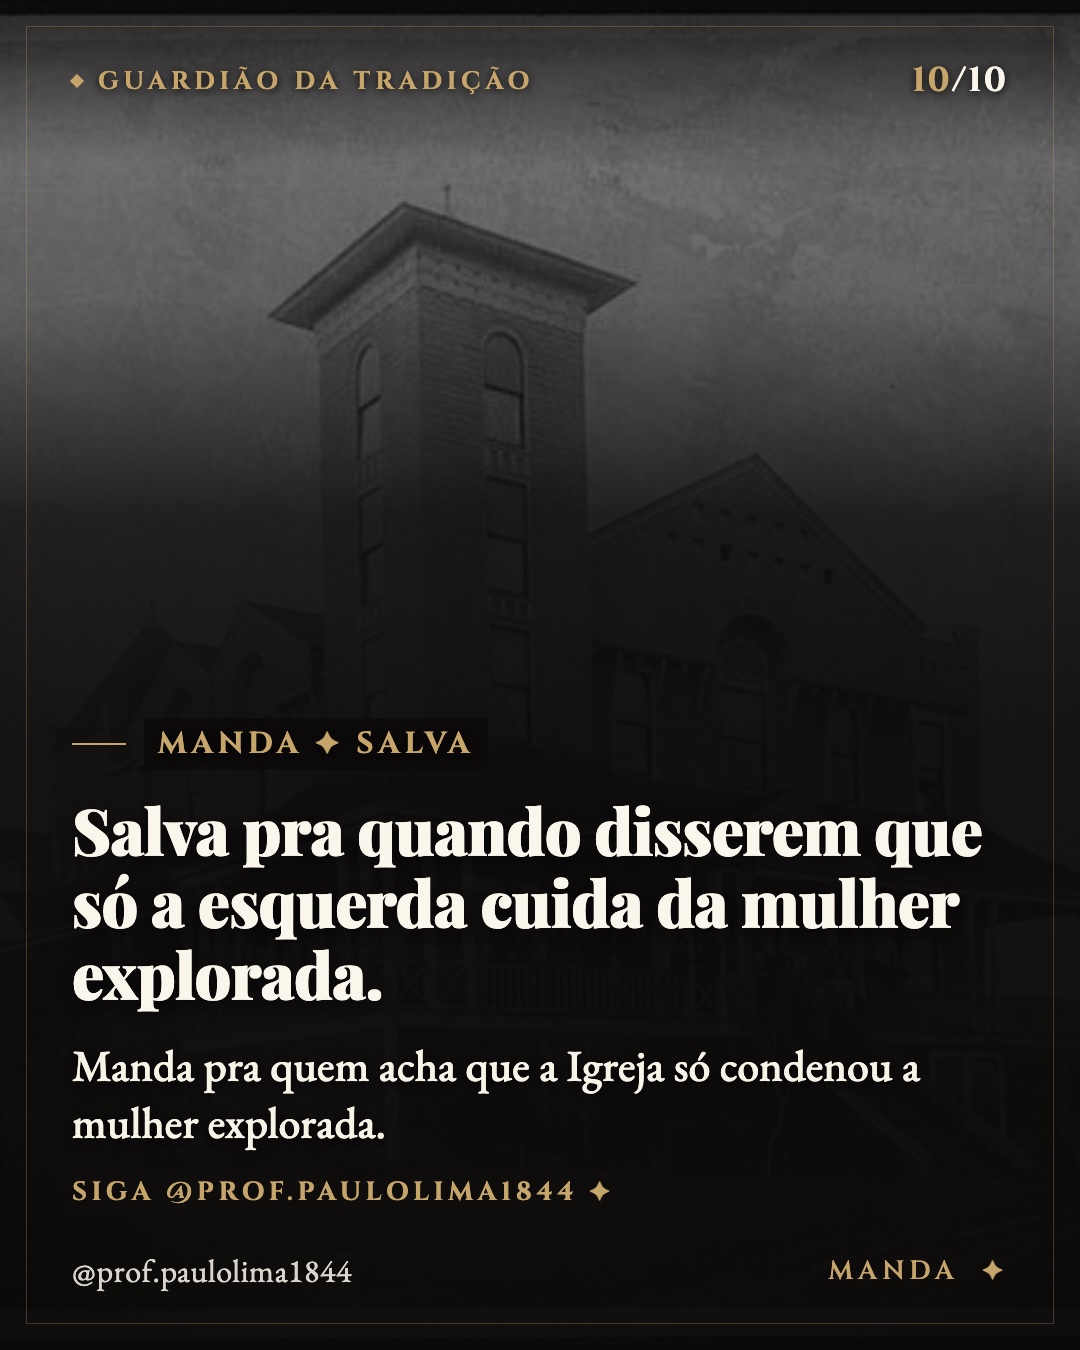 ◆ GUARDIÃO DA TRADIÇÃO
10/10
MANDA ✦ SALVA
Salva pra quando disserem que
só a esquerda cuida da mulher
explorada.
Manda pra quem acha que a Igreja só condenou a
mulher explorada.
SIGA @PROF.PAULOLIMA1844 ✦
@prof.paulolima1844
MANDA ✦